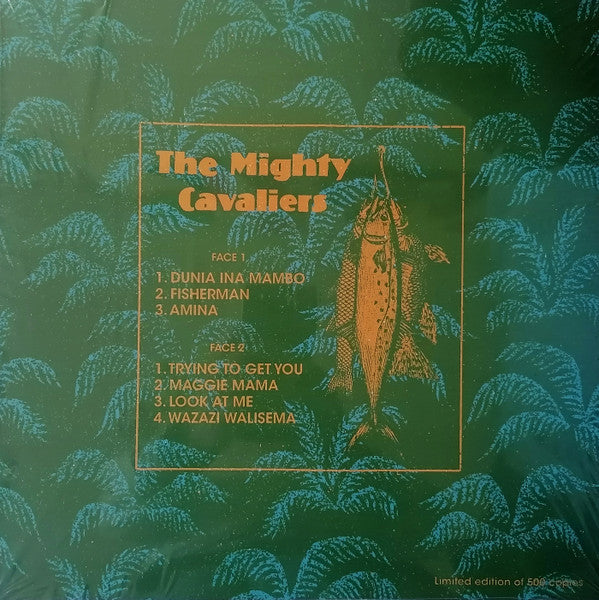 The Mighty
Cavaliers
FACE 1
1. DUNIA INA MAMBO
2. FISHERMAN
3. AMINA
FACE 2
1. TRYING TO GET YOU
2. MAGGIE MAMA
3. LOOK AT ME
4. WAZAZI WALISEMA
Limited edition of 500 copies